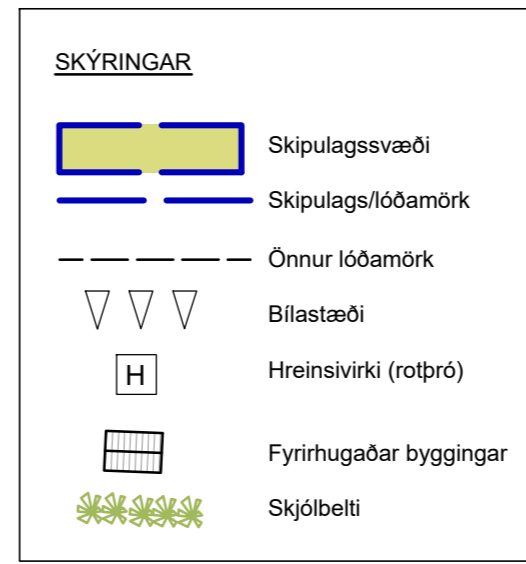 SKÝRINGAR
Skipulagssvæði
Skipulags/lóðamörk
Önnur lóðamörk
Bílastæði
H Hreinsivirki (rotþró)
Fyrirhugaðar byggingar
Skjólbelti